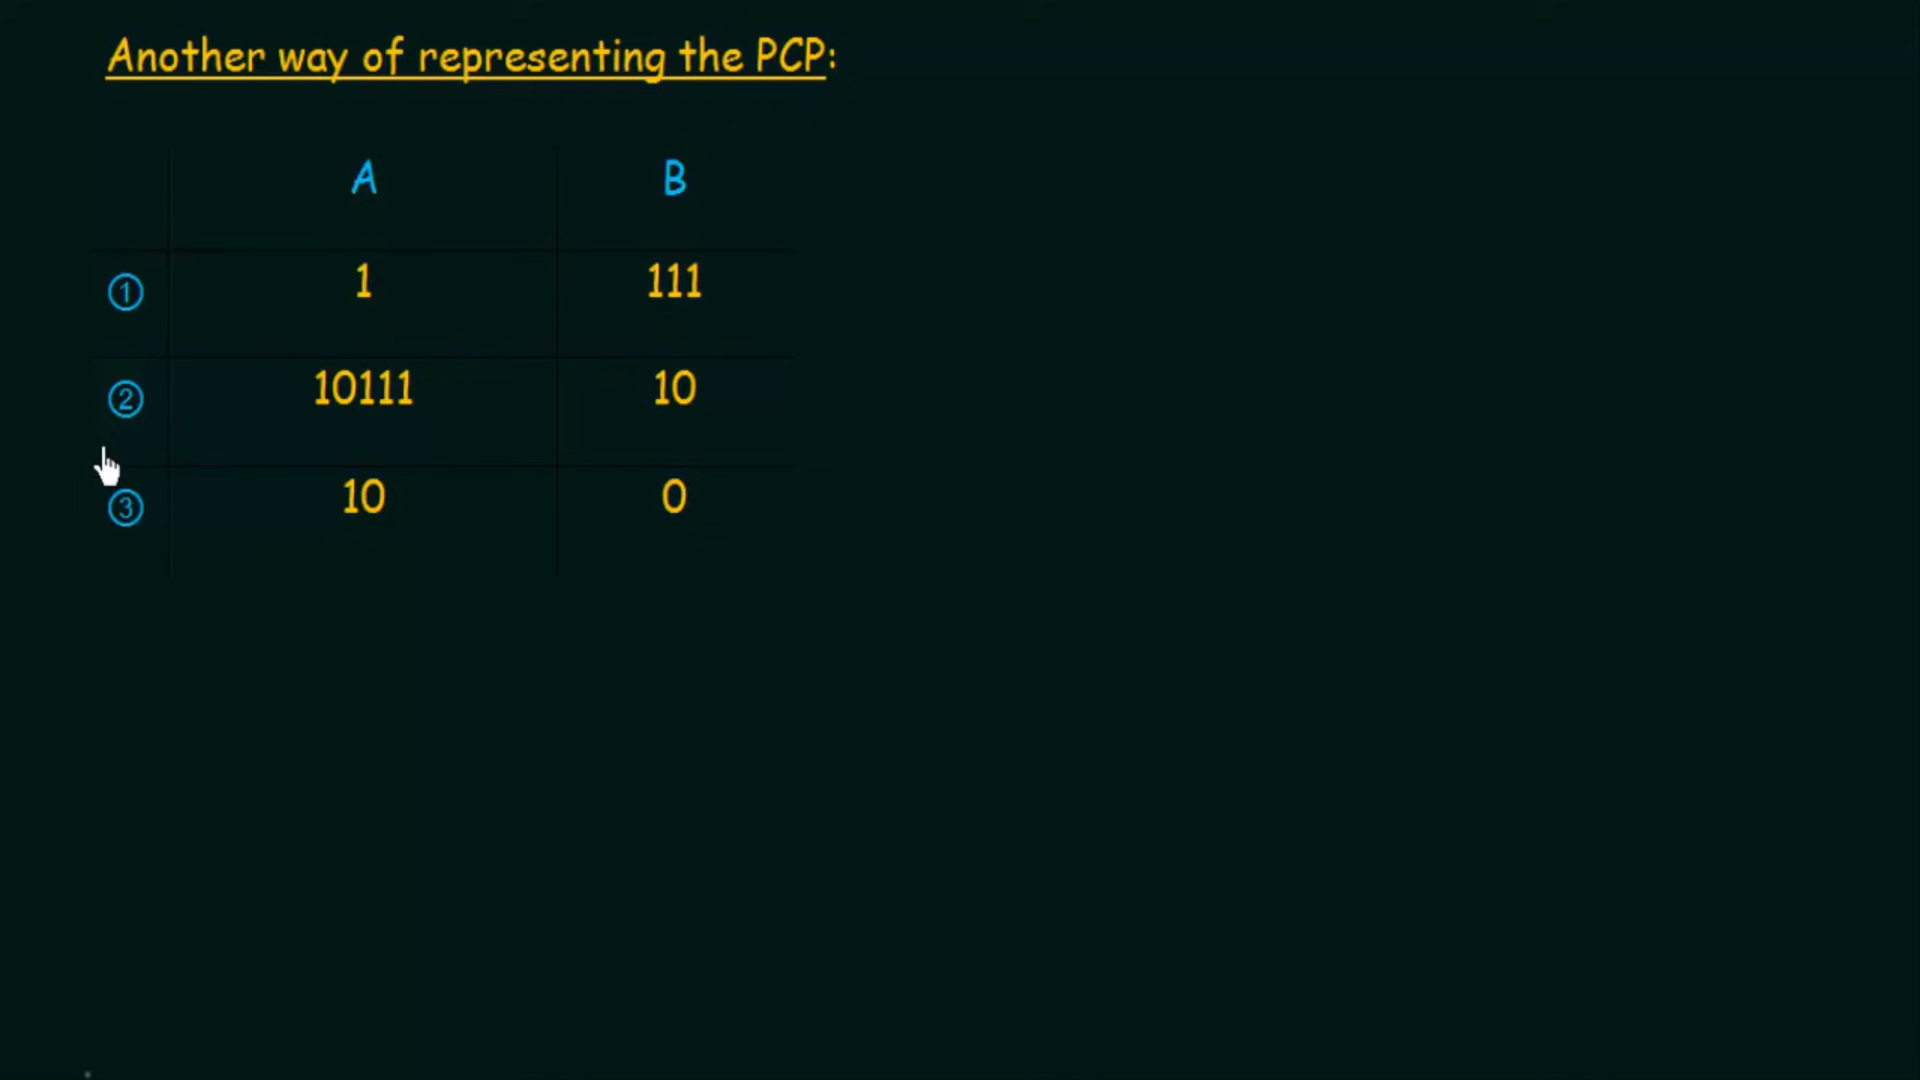 Another way of representing the PCP:
A B
① 1 111
② 10111 10
③ 10 0